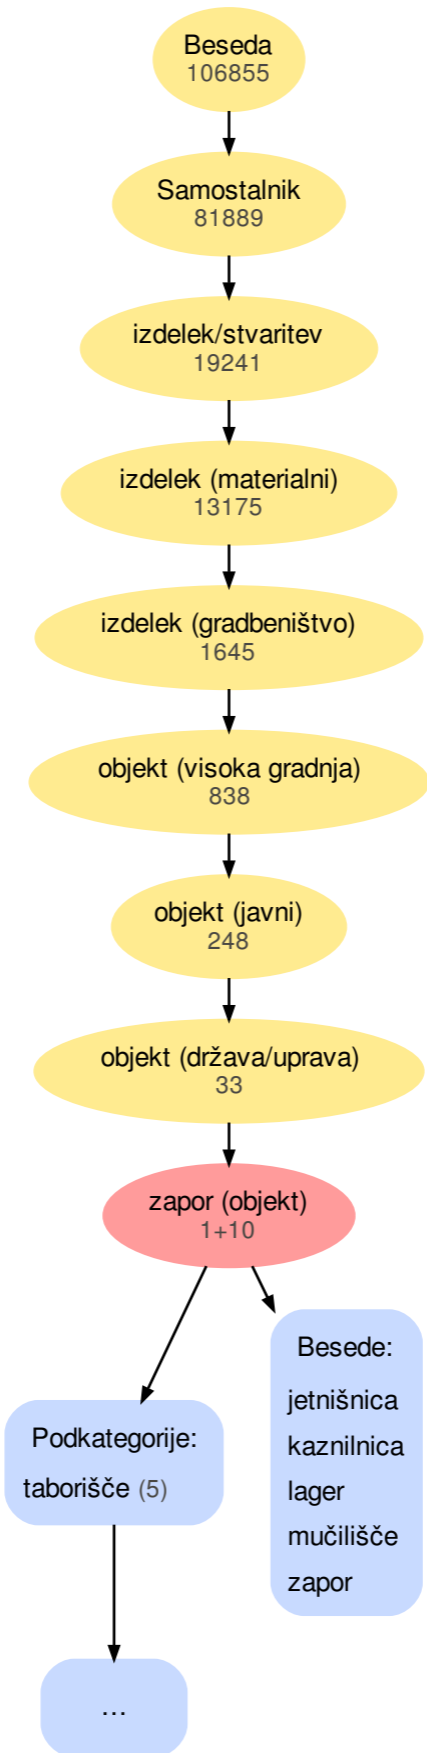 Beseda
106855
Samostalnik
81889
izdelek/stvaritev
19241
izdelek (materialni)
13175
izdelek (gradbeništvo)
1645
objekt (visoka gradnja)
838
objekt (javni)
248
objekt (država/uprava)
33
zapor (objekt)
1+10
Besede:
jetnišnica
kaznilnica
lager
mučilišče
zapor
Podkategorije:
taborišče (5)
...